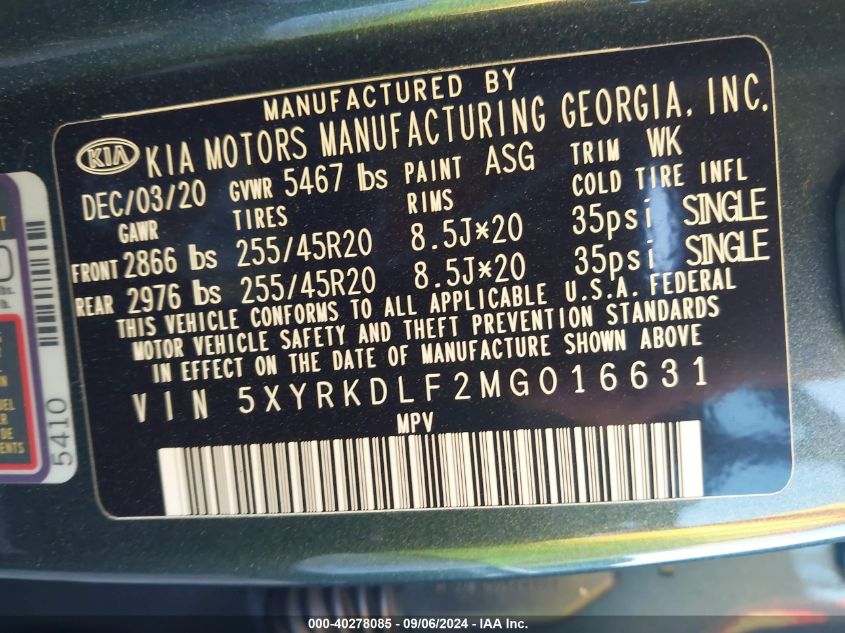 MANUFACTURED BY
KIA KIA MOTORS MANUFACTURING GEORGIA, INC.
DEC/03/20 GVWR 5467 lbs PAINT ASG TRIM WK
GAWR TIRES RIMS COLD TIRE INFL
FRONT 2866 lbs 255/45R20 8.5J*20 35psi SINGLE
REAR 2976 lbs 255/45R20 8.5J*20 35psi SINGLE
THIS VEHICLE CONFORMS TO ALL APPLICABLE U.S.A. FEDERAL
MOTOR VEHICLE SAFETY AND THEFT PREVENTION STANDARDS
IN EFFECT ON THE DATE OF MANUFACTURE SHOWN ABOVE
VIN 5XYRKDLF2MG016631
MPV
5410
000-40278085 - 09/06/2024 - IAA Inc.